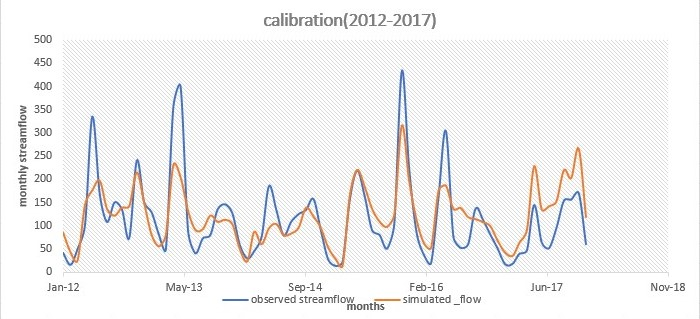 calibration(2012-2017)
500
450
400
350
300
250
200
150
100
50
0
monthly streamflow
Jan-12 May-13 Sep-14 Feb-16 Jun-17 Nov-18
observed streamflow simulated _flow
months